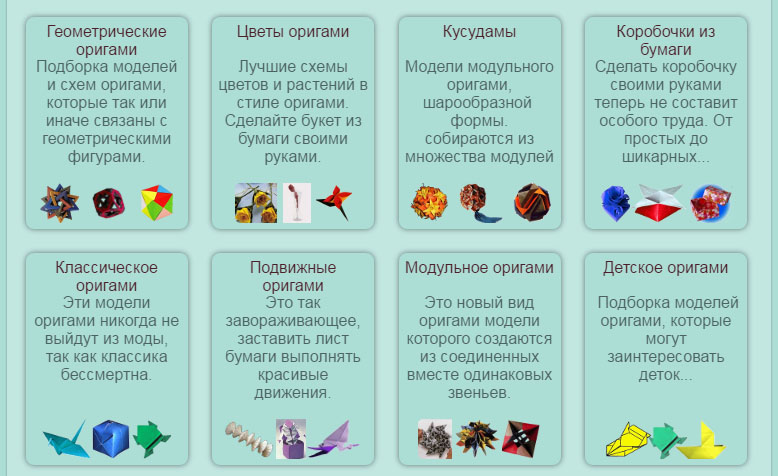 Геометрические
оригами
Подборка моделей
и схем оригами,
которые так или
иначе связаны с
геометрическими
фигурами.
Цветы оригами
Лучшие схемы
цветов и растений в
стиле оригами.
Сделайте букет из
бумаги своими
руками.
Кусудамы
Модели модульного
оригами,
шарообразной
формы.
собираются из
множества модулей
Коробочки из
бумаги
Сделать коробочку
своими руками
теперь не составит
особого труда. От
простых до
шикарных...
Классическое
оригами
Эти модели
оригами никогда не
выйдут из моды,
так как классика
бессмертна.
Подвижные
оригами
Это так
завораживающее,
заставить лист
бумаги выполнять
красивые
движения.
Модульное оригами
Это новый вид
оригами модели
которого создаются
из соединенных
вместе одинаковых
звеньев.
Детское оригами
Подборка моделей
оригами, которые
могут
заинтересовать
деток...